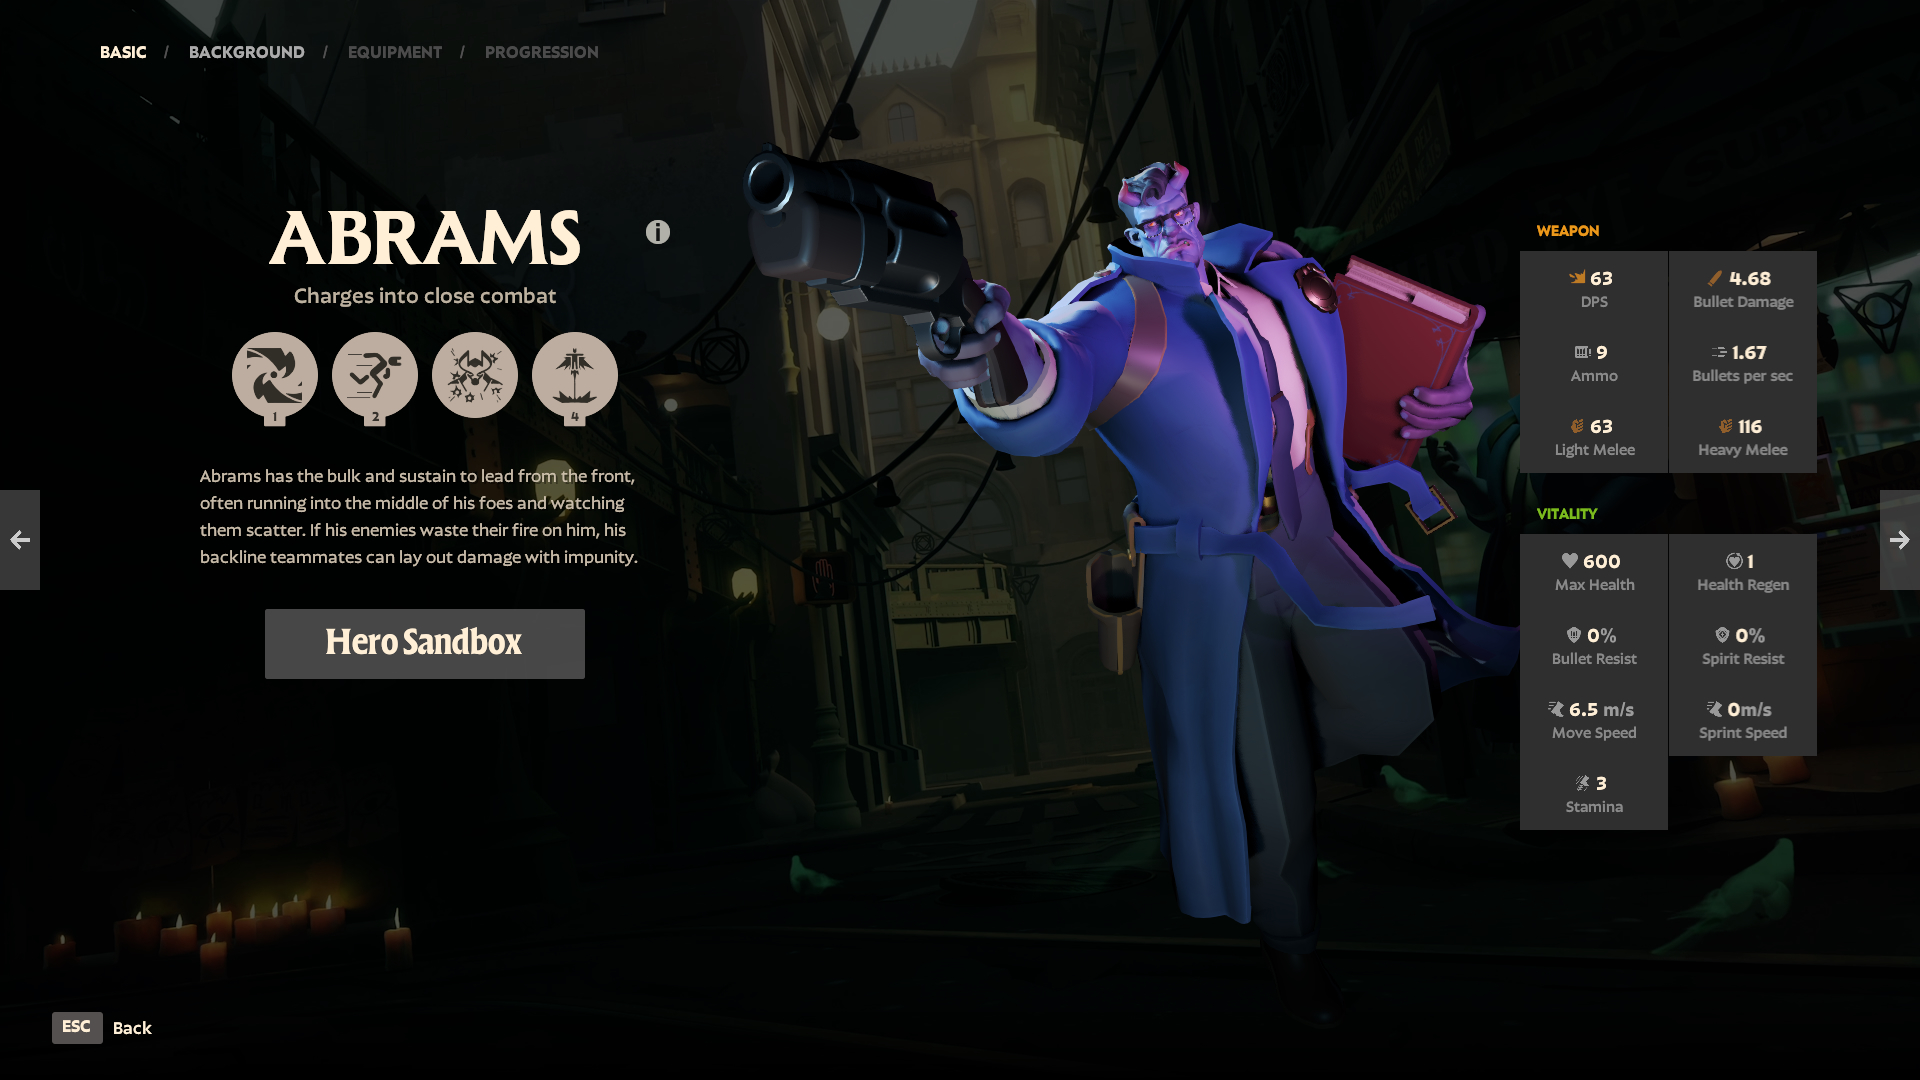 BASIC / BACKGROUND / EQUIPMENT / PROGRESSION
ABRAMS
i
Charges into close combat
1
2
4
Abrams has the bulk and sustain to lead from the front,
often running into the middle of his foes and watching
them scatter. If his enemies waste their fire on him, his
backline teammates can lay out damage with impunity.
Hero Sandbox
ESC Back
WEAPON
63
DPS
4.68
Bullet Damage
9
Ammo
1.67
Bullets per sec
63
Light Melee
116
Heavy Melee
VITALITY
600
Max Health
1
Health Regen
0%
Bullet Resist
0%
Spirit Resist
6.5 m/s
Move Speed
0m/s
Sprint Speed
3
Stamina
SUPPLY